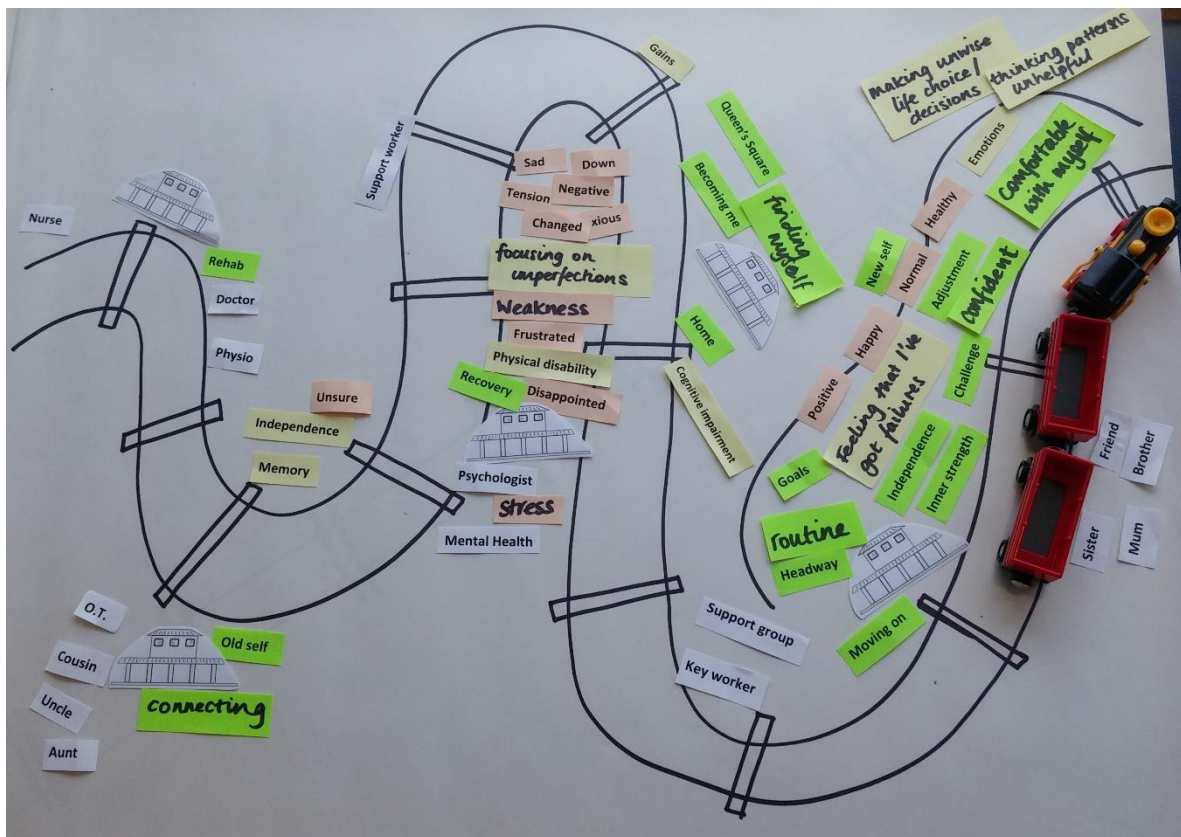 Nurse
Rehab
Doctor
Physio
Unsure
Independence
Memory
O.T.
Cousin
Uncle
Aunt
Old self
connecting
Support worker
Gains
Sad
Down
Tension
Negative
Changed
xious
focusing on
imperfections
Weakness
Frustrated
Physical disability
Recovery
Disappointed
Psychologist
Stress
Mental Health
Queen's Square
Becoming me
finding
myself
Home
Cognitive impairment
Support group
Key worker
making unwise
life choice/
decisions
thinking patterns
unhelpful
Emotions
comfortable
with myself
Healthy
New self
Normal
Adjustment
confident
Happy
Positive
Feeling that I've
got failures
Challenge
Goals
Independence
Inner strength
routine
Headway
Moving on
Friend
Brother
Sister
Mum